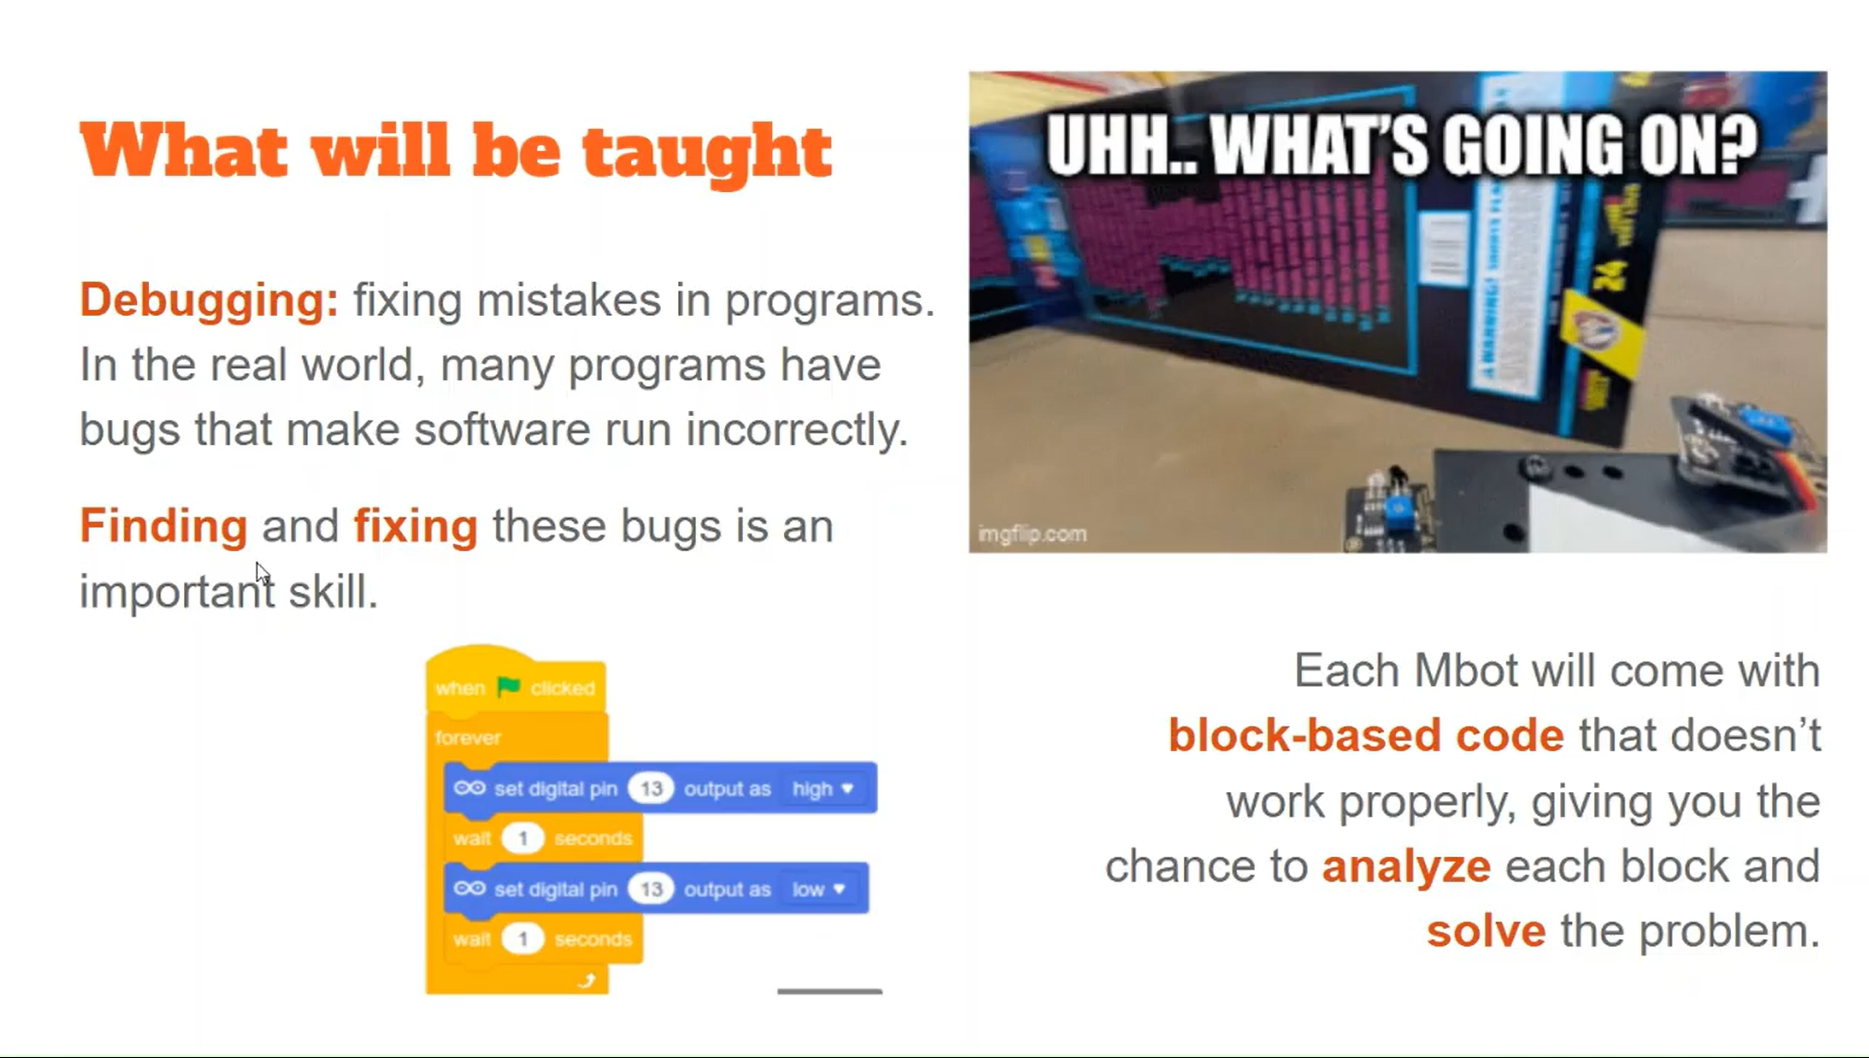 What will be taught
Debugging: fixing mistakes in programs.
In the real world, many programs have
bugs that make software run incorrectly.
Finding and fixing these bugs is an
important skill.
when clicked
forever
set digital pin 13 output as high
wait 1 seconds
set digital pin 13 output as low
wait 1 seconds
UHH.. WHAT'S GOING ON?
24
imgflip.com
Each Mbot will come with
block-based code that doesn't
work properly, giving you the
chance to analyze each block and
solve the problem.